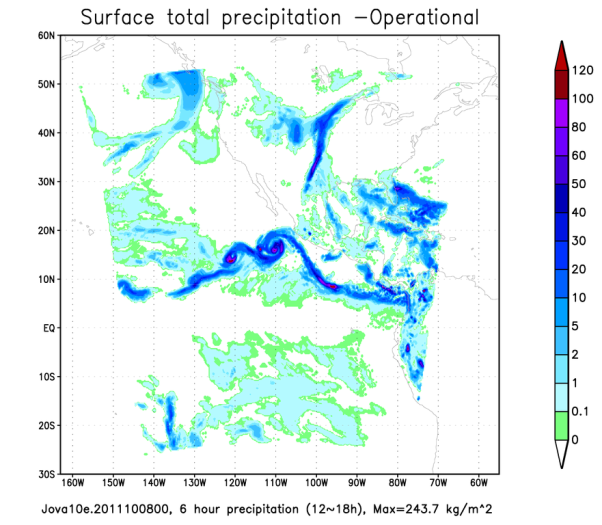 Surface total precipitation −Operational
60N
50N
40N
30N
20N
10N
EQ
10S
20S
30S
160W 150W 140W 130W 120W 110W 100W 90W 80W 70W 60W
120
100
80
60
50
40
30
20
10
5
2
1
0.1
0
Jova10e.2011100800, 6 hour precipitation (12~18h), Max=243.7 kg/m^2